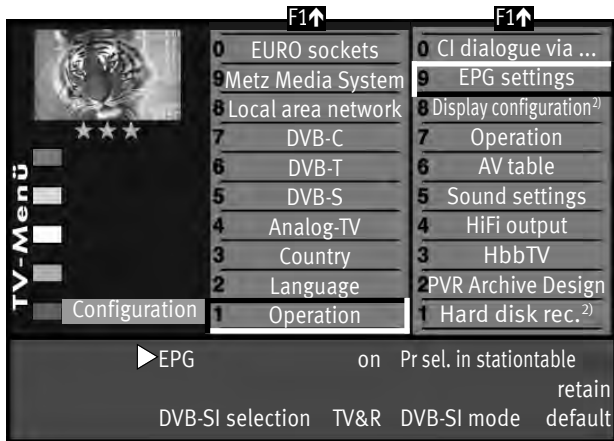 F1↑ F1↑
0 EURO sockets 0 CI dialogue via ...
9 Metz Media System 9 EPG settings
8 Local area network 8 Display configuration2)
7 DVB-C 7 Operation
6 DVB-T 6 AV table
5 DVB-S 5 Sound settings
4 Analog-TV 4 HiFi output
3 Country 3 HbbTV
2 Language 2 PVR Archive Design
Configuration 1 Operation 1 Hard disk rec.2)
TV-Menü
EPG on Pr sel. in stationtable
retain
DVB-SI selection TV&R DVB-SI mode default